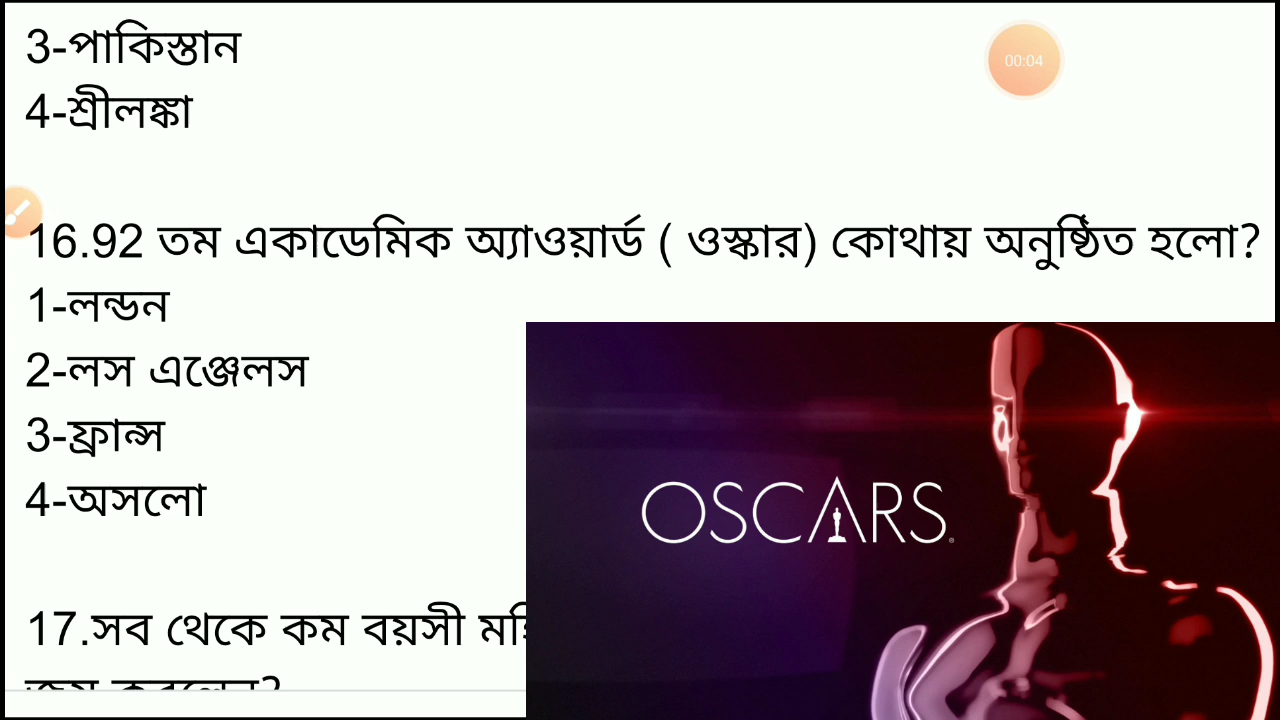 3-পাকিস্তান
00:04
4-শ্রীলঙ্কা
16.92 তম একাডেমিক অ্যাওয়ার্ড ( ওস্কার) কোথায় অনুষ্ঠিত হলো?
1-লন্ডন
2-লস এঞ্জেলস
3-ফ্রান্স
4-অসলো
OSCARS
17.সব থেকে কম বয়সী